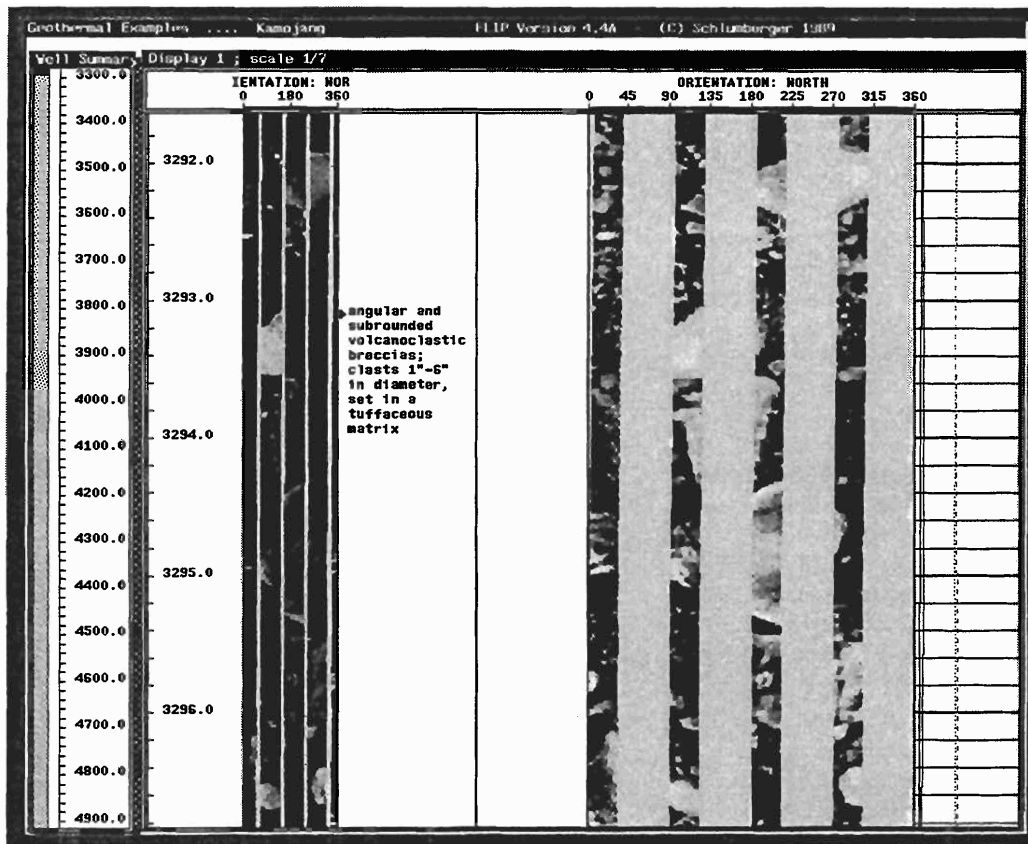 Geothermal Examples .... Kamojang FLIP Version 4.4A (C) Schlumberger 1989
Well Summary Display 1 ; scale 1/7
IENTATION: NOR
0 180 360
ORIENTATION: NORTH
0 45 90 135 180 225 270 315 360
3300.0
3400.0
3500.0
3600.0
3700.0
3800.0
3900.0
4000.0
4100.0
4200.0
4300.0
4400.0
4500.0
4600.0
4700.0
4800.0
4900.0
3292.0
3293.0
3294.0
3295.0
3296.0
angular and
subrounded
volcanoclastic
breccias;
clasts 1"-6"
in diameter,
set in a
tuffaceous
matrix